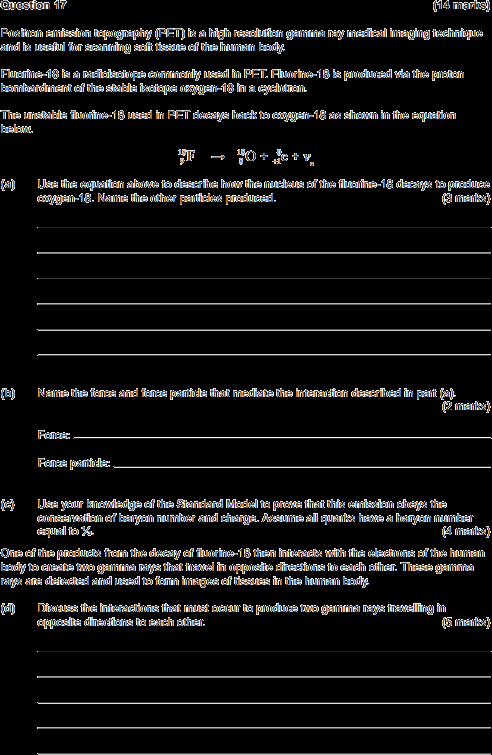 Question 17 (14 marks)
Positron emission topography (PET) is a high resolution gamma ray medical imaging technique
and is useful for scanning soft tissue of the human body.
Fluorine-18 is a radioisotope commonly used in PET. Fluorine-18 is produced via the proton
bombardment of the stable isotope oxygen-18 in a cyclotron.
The unstable fluorine-18 used in PET decays back to oxygen-18 as shown in the equation
below.
¹⁸₉F → ¹⁸₈O + ⁰₊₁e + νₑ
(a) Use the equation above to describe how the nucleus of the fluorine-18 decays to produce
oxygen-18. Name the other particles produced. (3 marks)
(b) Name the force and force particle that mediate the interaction described in part (a).
(2 marks)
Force:
Force particle:
(c) Use your knowledge of the Standard Model to prove that this emission obeys the
conservation of baryon number and charge. Assume all quarks have a baryon number
equal to ⅓. (4 marks)
One of the products from the decay of fluorine-18 then interacts with the electrons of the human
body to create two gamma rays that travel in opposite directions to each other. These gamma
rays are detected and used to form images of tissues in the human body.
(d) Discuss the interactions that must occur to produce two gamma rays travelling in
opposite directions to each other. (5 marks)